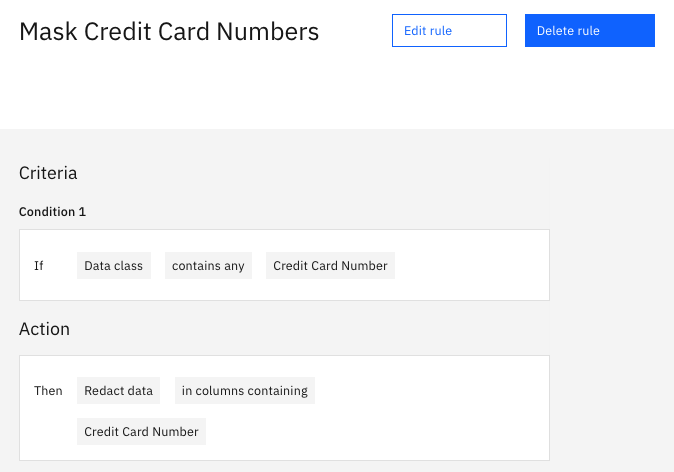 Mask Credit Card Numbers Edit rule Delete rule
Criteria
Condition 1
If Data class contains any Credit Card Number
Action
Then Redact data in columns containing
Credit Card Number